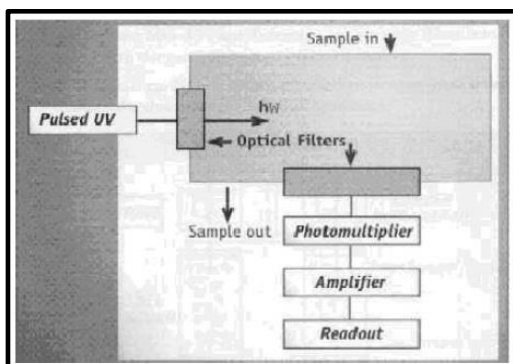 Sample in
hW
Pulsed UV
Optical Filters
Sample out
Photomultiplier
Amplifier
Readout